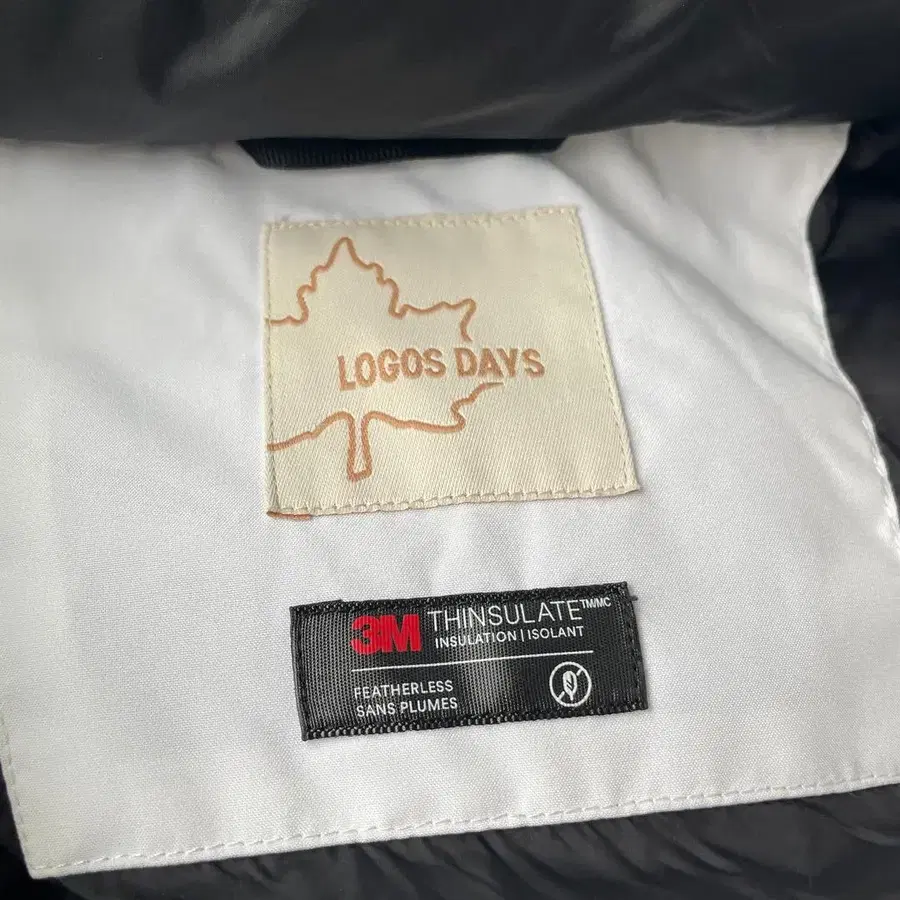 LOGOS DAYS
3M THINSULATE™MC
INSULATION | ISOLANT
FEATHERLESS
SANS PLUMES